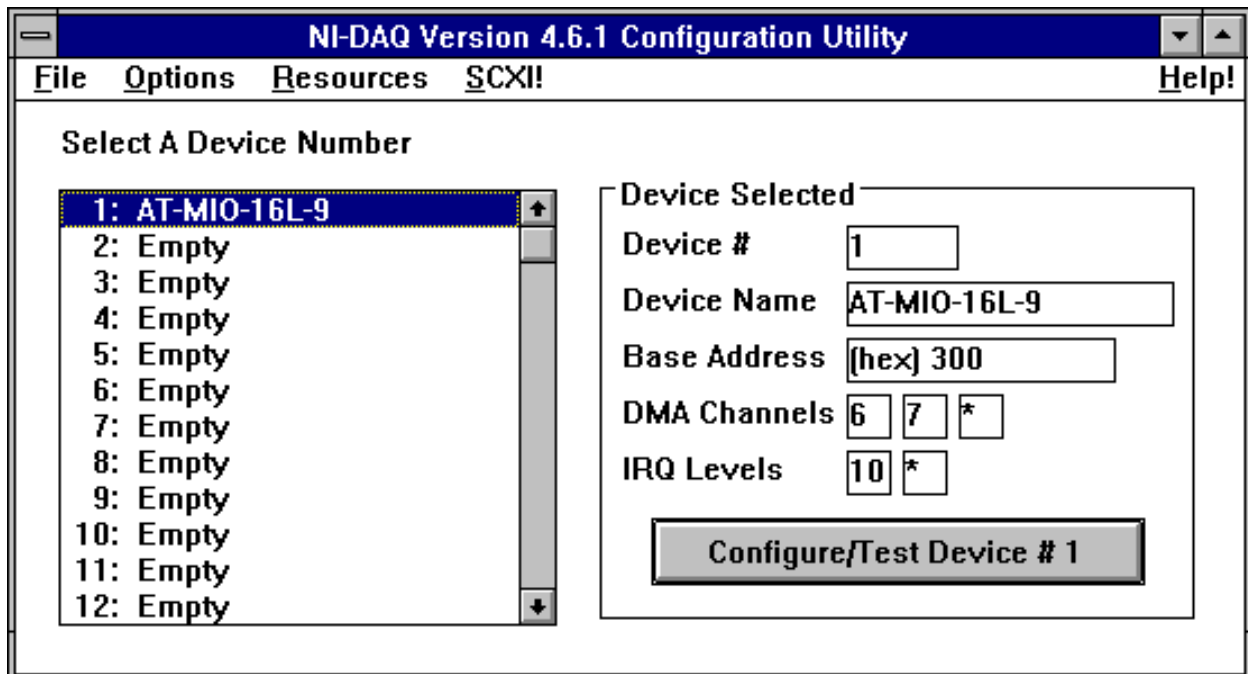 NI-DAQ Version 4.6.1 Configuration Utility
File Options Resources SCXI! Help!
Select A Device Number
1: AT-MIO-16L-9
2: Empty
3: Empty
4: Empty
5: Empty
6: Empty
7: Empty
8: Empty
9: Empty
10: Empty
11: Empty
12: Empty
Device Selected
Device # 1
Device Name AT-MIO-16L-9
Base Address (hex) 300
DMA Channels 6 7 *
IRQ Levels 10 *
Configure/Test Device # 1